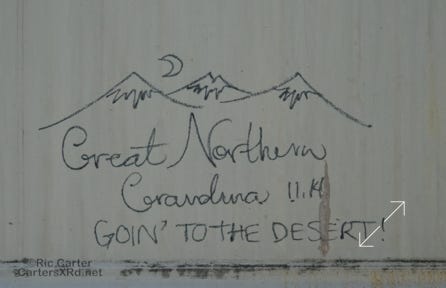 Great Northern
Grandma 11.14
GOIN' TO THE DESERT!
©Ric Carter
CartersXRd.net